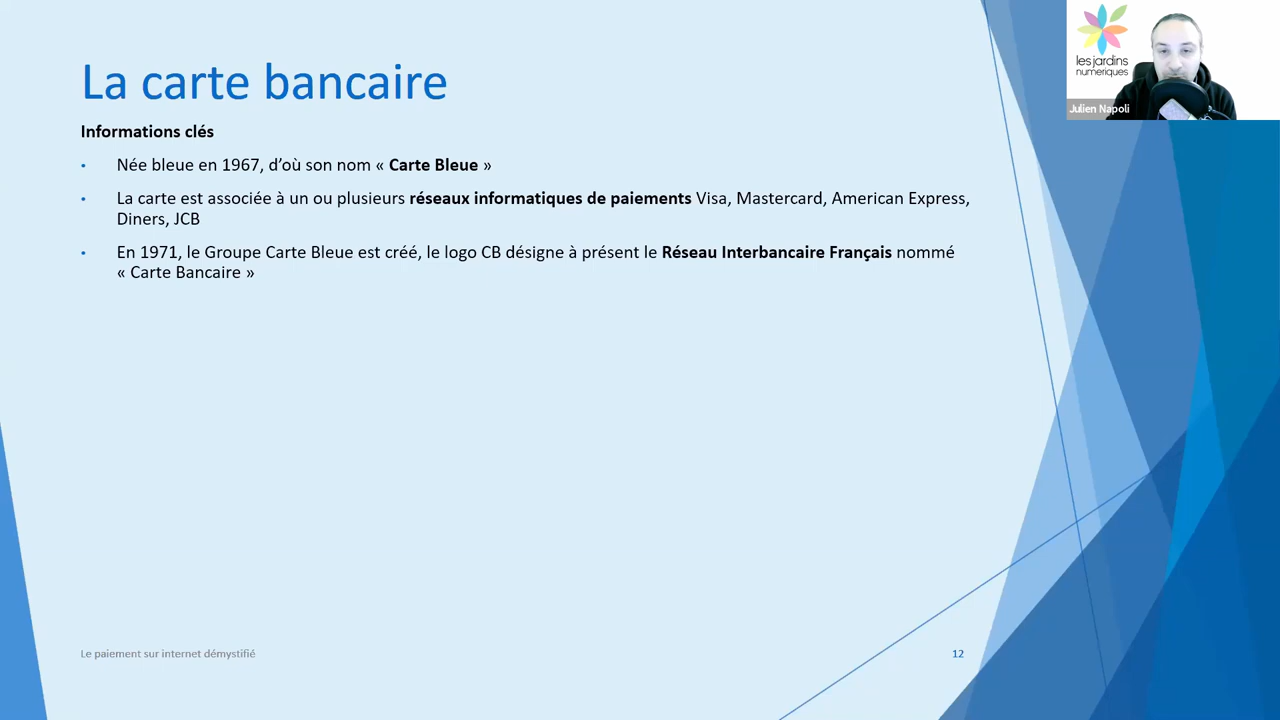 La carte bancaire
Informations clés
• Née bleue en 1967, d’où son nom « Carte Bleue »
• La carte est associée à un ou plusieurs réseaux informatiques de paiements Visa, Mastercard, American Express,
Diners, JCB
• En 1971, le Groupe Carte Bleue est créé, le logo CB désigne à présent le Réseau Interbancaire Français nommé
« Carte Bancaire »
Le paiement sur internet démystifié
12
les jardins
numeriques
Julien Napoli